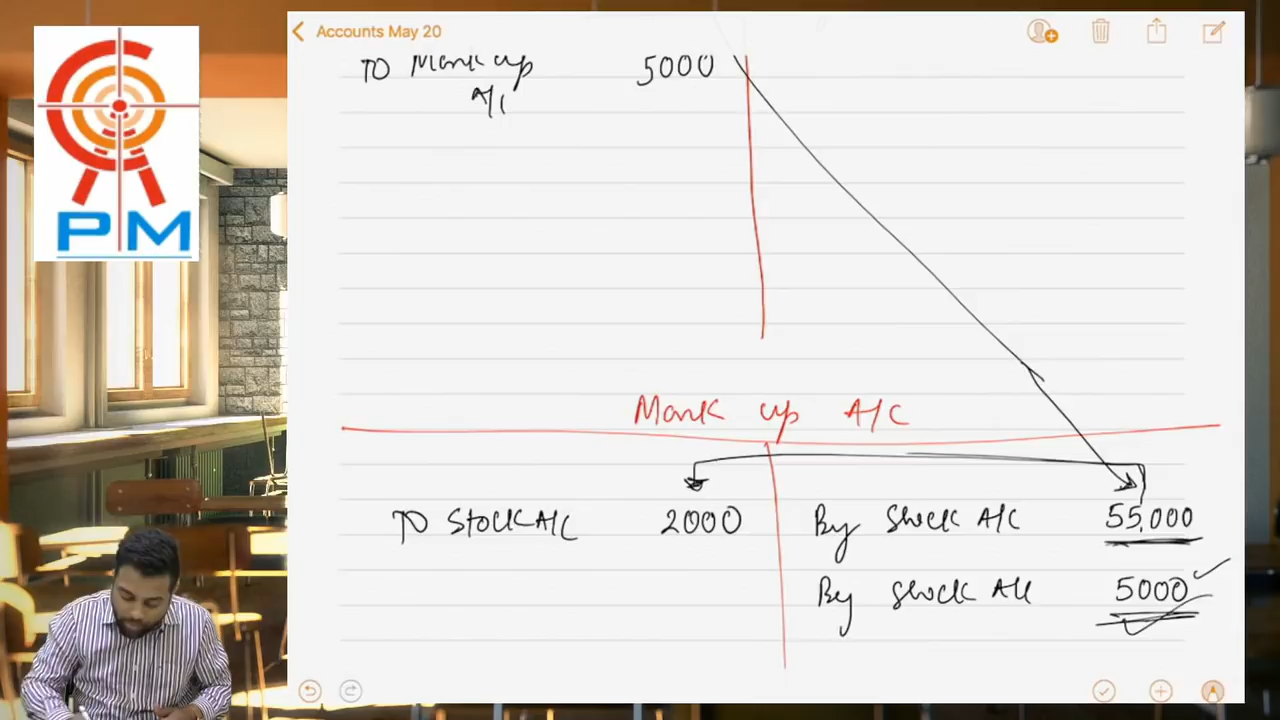 Accounts May 20
PM
To Mark up 5000
A/c
Mark up A/C
To Stock A/C 2000 By Stock A/C 55,000
By Stock A/c 5000